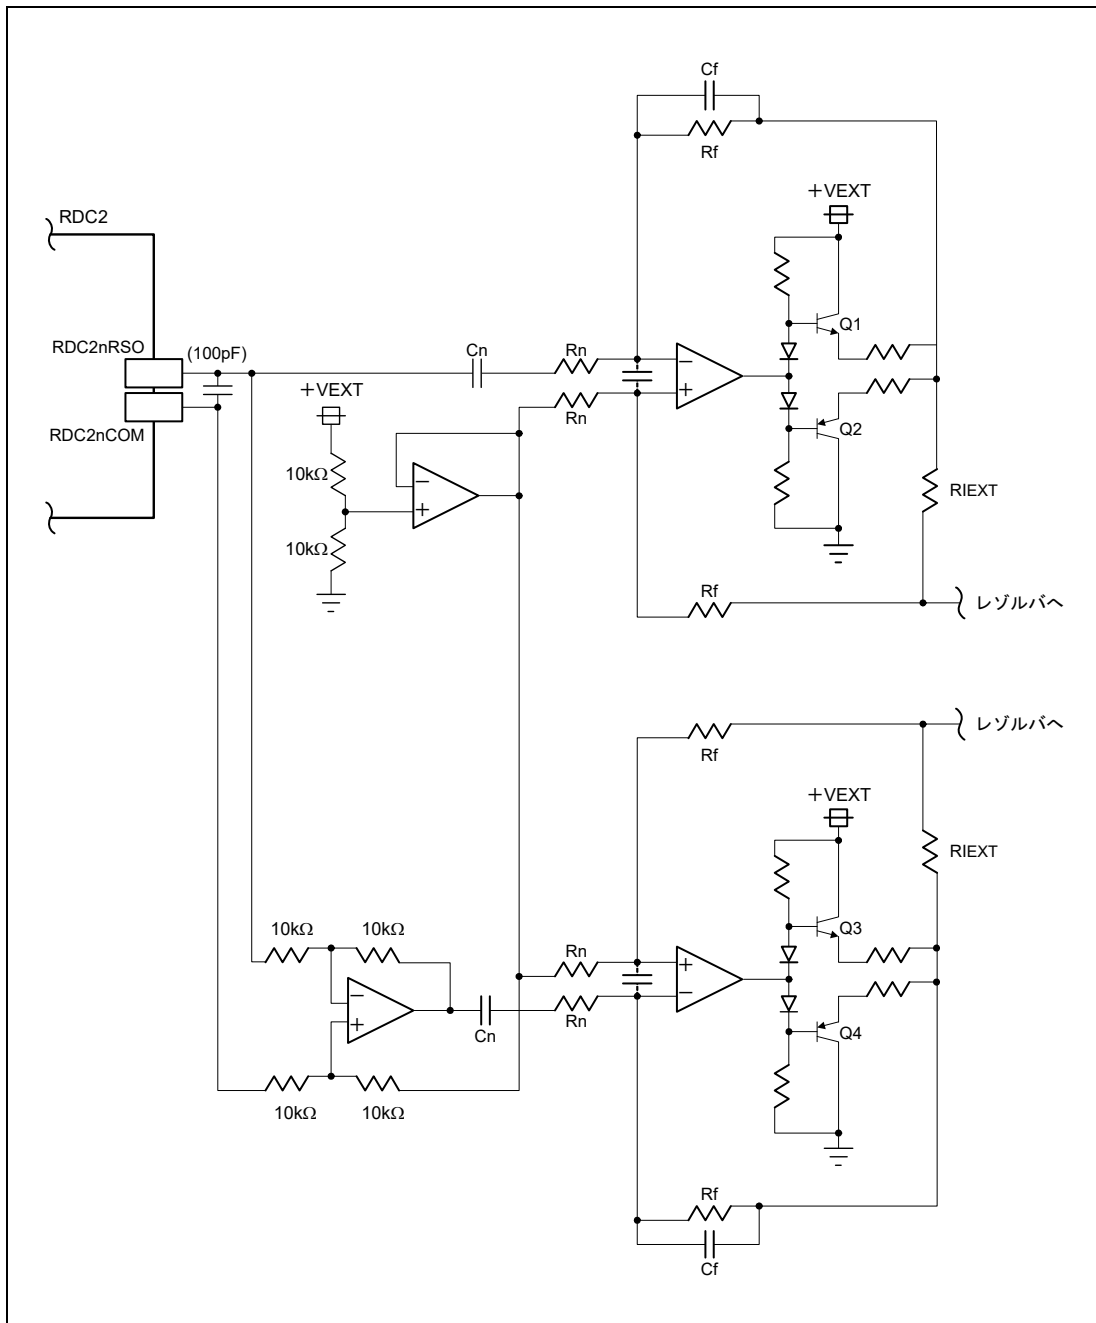 Cf
Rf
＋VEXT
RDC2
Q1
RDC2nRSO
(100pF)
Cn
Rn
＋VEXT
Rn
RDC2nCOM
Q2
10kΩ
RIEXT
10kΩ
Rf
レゾルバへ
レゾルバへ
Rf
＋VEXT
RIEXT
10kΩ
10kΩ
Q3
Rn
Rn
Cn
Q4
10kΩ
10kΩ
Rf
Cf